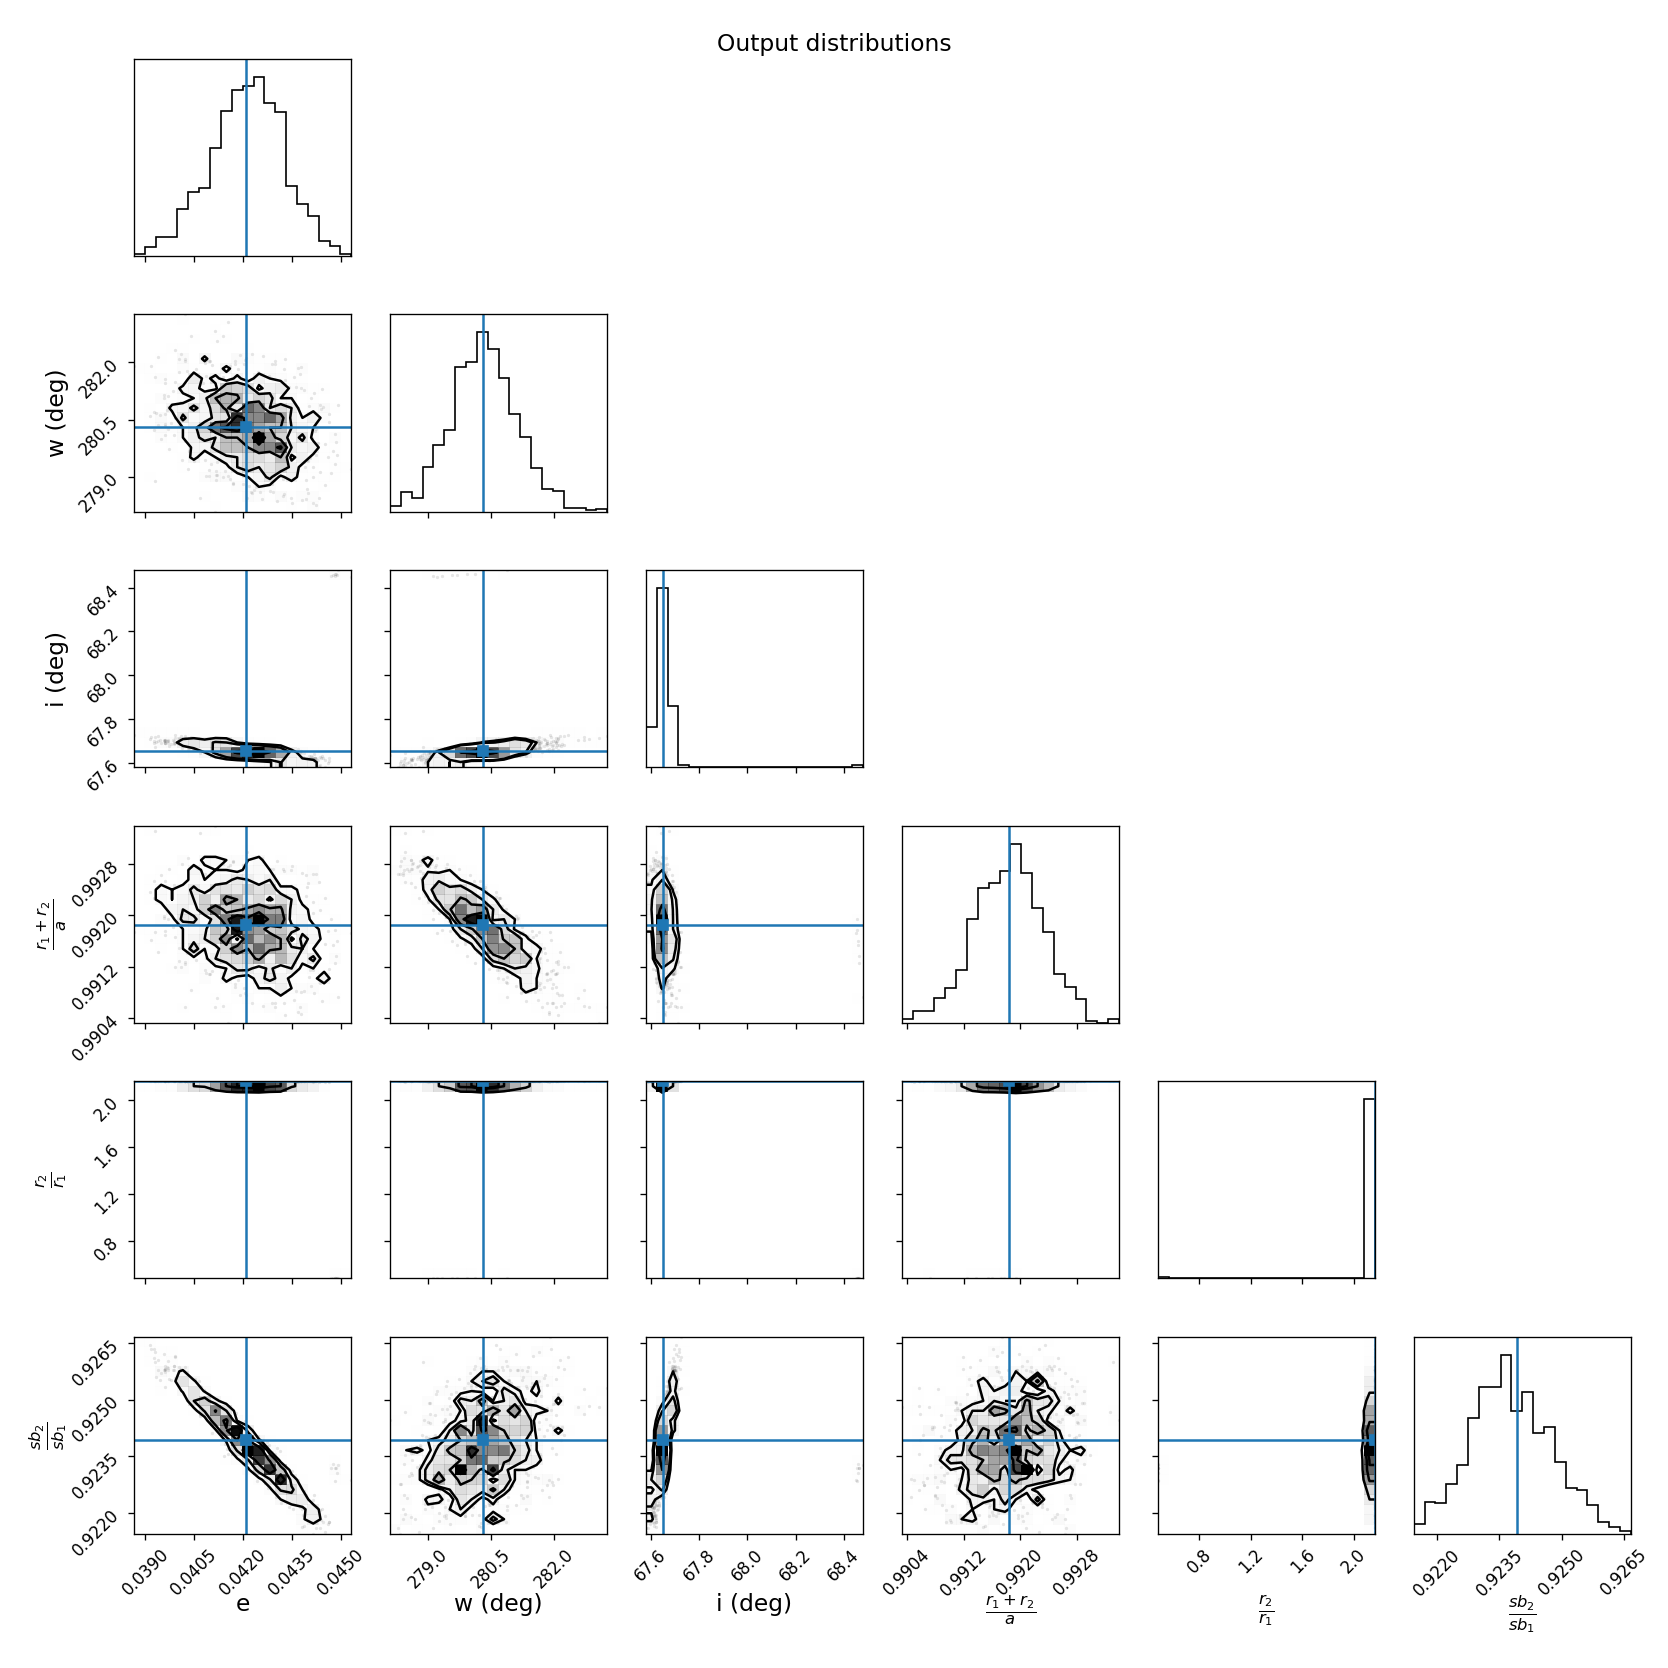 Output distributions
w (deg)
282.0
280.5
279.0
i (deg)
68.4
68.2
68.0
67.8
67.6
r1 + r2
a
0.9928
0.9920
0.9912
0.9904
r2
r1
2.0
1.6
1.2
0.8
sb2
sb1
0.9265
0.9250
0.9235
0.9220
0.0390 0.0405 0.0420 0.0435 0.0450
279.0 280.5 282.0
67.6 67.8 68.0 68.2 68.4
0.9904 0.9912 0.9920 0.9928
0.8 1.2 1.6 2.0
0.9220 0.9235 0.9250 0.9265
e
w (deg)
i (deg)
r1 + r2
a
r2
r1
sb2
sb1